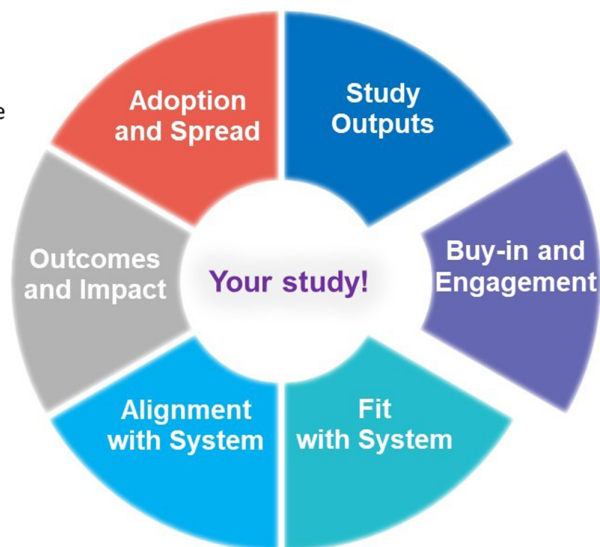 Adoption
and Spread
Study
Outputs
Buy-in and
Engagement
Fit
with System
Alignment
with System
Outcomes
and Impact
Your study!
e